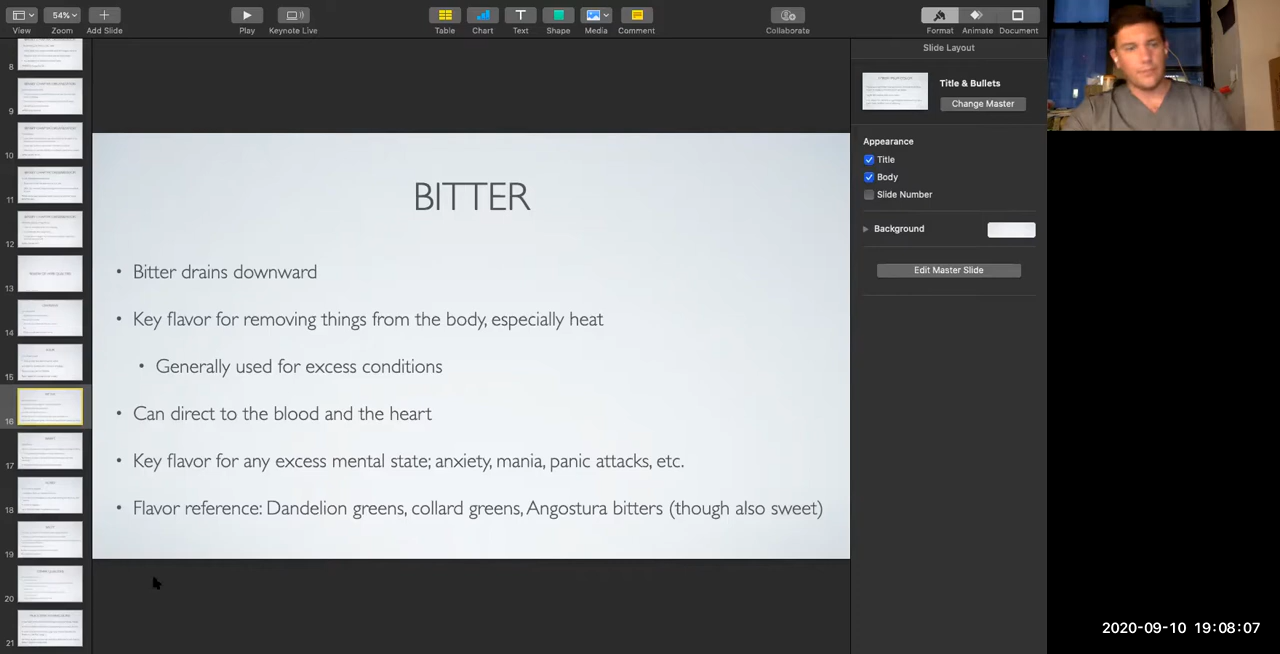 View
54%
Zoom
Add Slide
Play
Keynote Live
Table
Chart
Text
Shape
Media
Comment
Collaborate
Format
Animate
Document
Slide Layout
Title & Bullets
Change Master
Appearance
Title
Body
Slide Number
Background
Edit Master Slide
8
9
10
11
12
13
14
15
16
17
18
19
20
21
BITTER
• Bitter drains downward
• Key flavor for removing things from the body, especially heat
• Generally used for excess conditions
• Can direct to the blood and the heart
• Key flavor for any excess mental state; anxiety, mania, panic attacks, etc.
• Flavor reference: Dandelion greens, collard greens, Angostura bitters (though also sweet)
2020-09-10 19:08:07